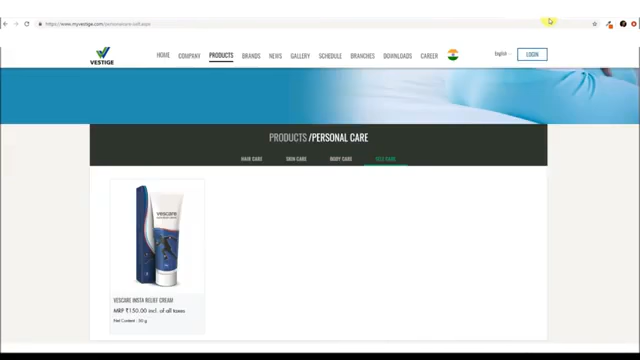 https://www.myvestige.com/personalcare-self.aspx
VESTIGE
HOME COMPANY PRODUCTS BRANDS NEWS GALLERY SCHEDULE BRANCHES DOWNLOADS CAREER English LOGIN
PRODUCTS /PERSONAL CARE
HAIR CARE SKIN CARE BODY CARE CARE
vescare
VESCARE INSTA RELIEF CREAM
MRP ₹150.00 incl. of all taxes
Net Content - 30 g